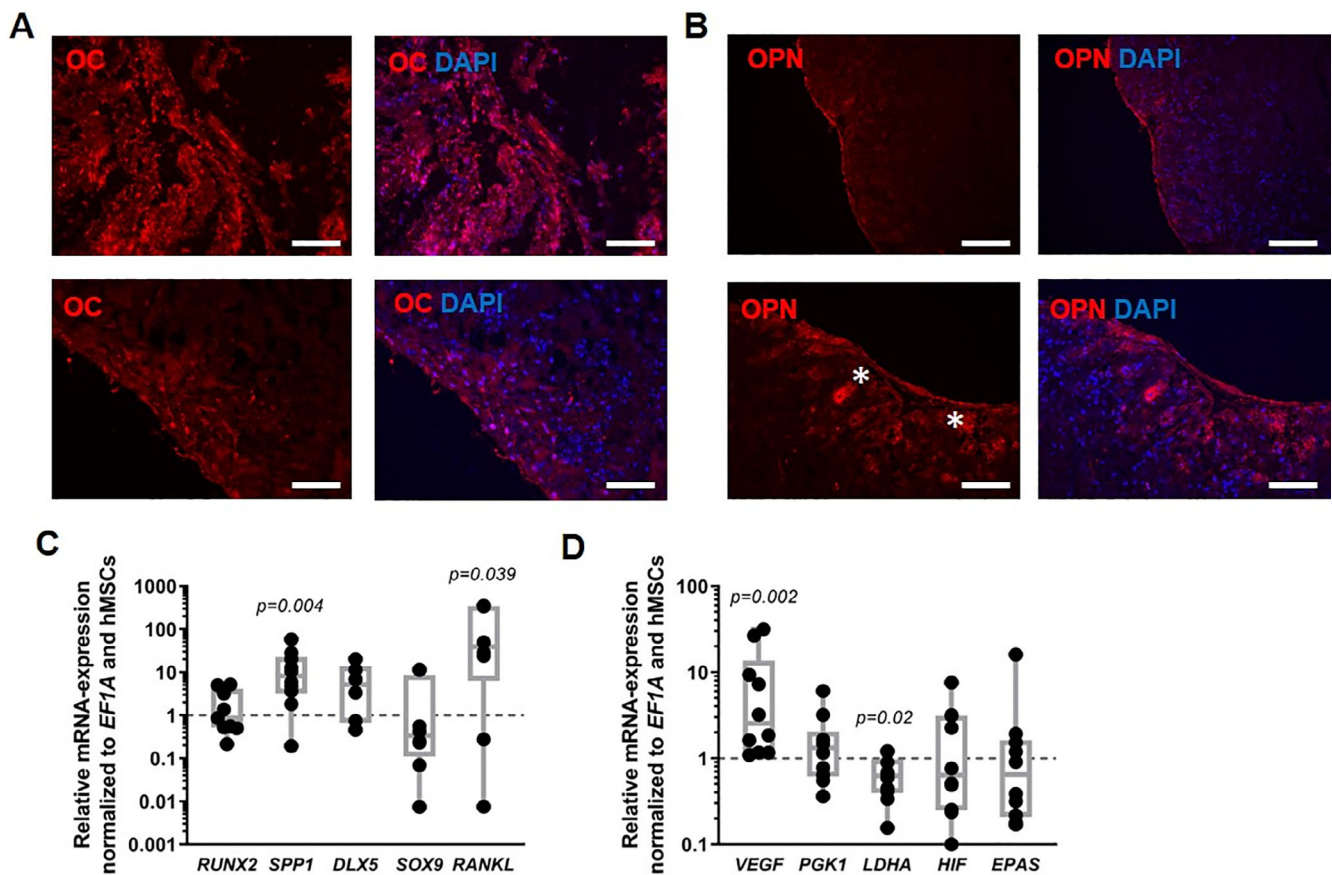 A
B
OC
OC DAPI
OPN
OPN DAPI
OC
OC DAPI
OPN
OPN DAPI
*
*
C
D
Relative mRNA-expression
normalized to EF1A and hMSCs
1000
100
10
1
0.1
0.01
0.001
p=0.004
p=0.039
RUNX2 SPP1 DLX5 SOX9 RANKL
Relative mRNA-expression
normalized to EF1A and hMSCs
100
10
1
0.1
p=0.002
p=0.02
VEGF PGK1 LDHA HIF EPAS